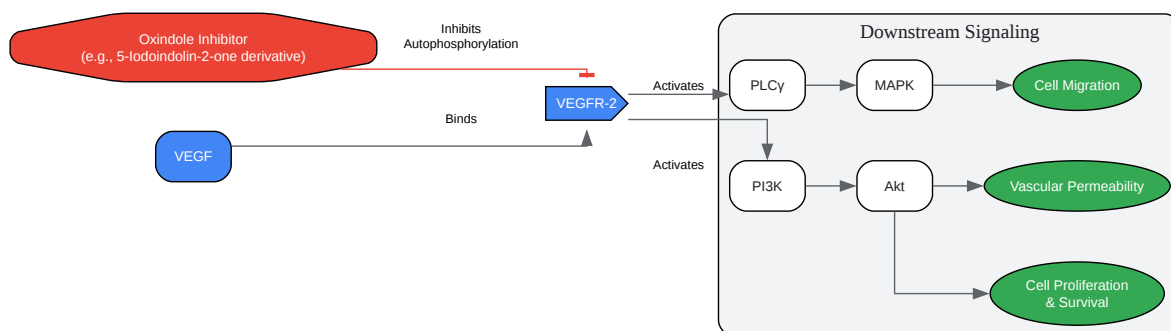 Oxindole Inhibitor
(e.g., 5-Iodoindolin-2-one derivative)
Inhibits
Autophosphorylation
Downstream Signaling
VEGFR-2
Activates
PLCγ
MAPK
Cell Migration
Binds
VEGF
Activates
PI3K
Akt
Vascular Permeability
Cell Proliferation
& Survival